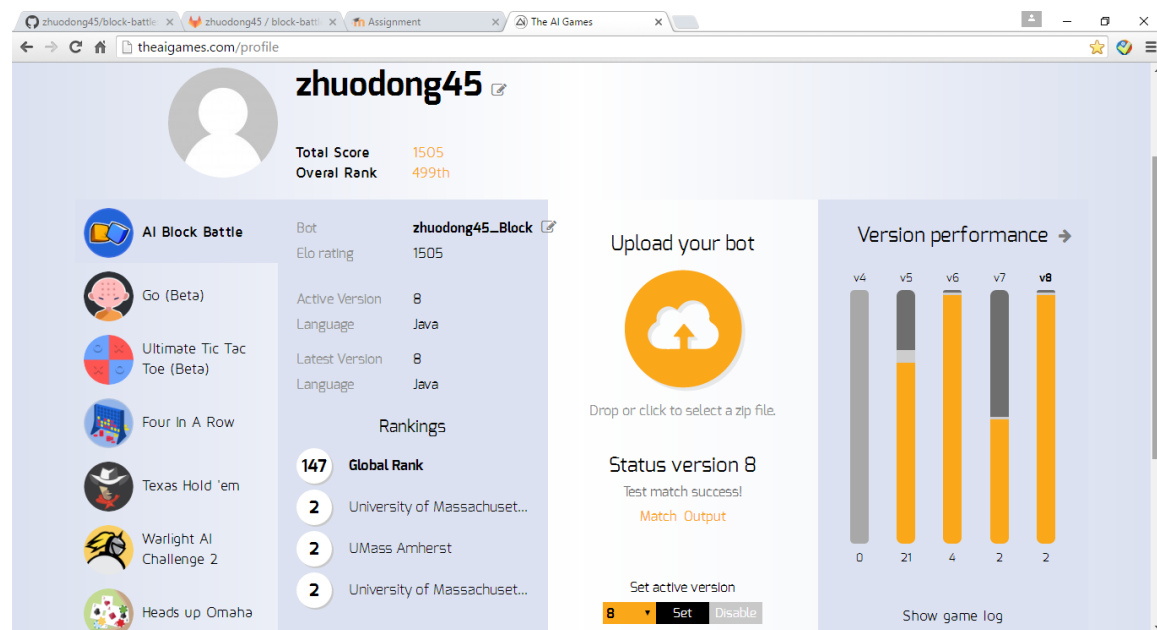 zhuodong45/block-battle
zhuodong45 / block-battl
Assignment
The AI Games
theaigames.com/profile
zhuodong45
Total Score 1505
Overal Rank 499th
AI Block Battle
Go (Beta)
Ultimate Tic Tac
Toe (Beta)
Four In A Row
Texas Hold 'em
Warlight AI
Challenge 2
Heads up Omaha
Bot zhuodong45_Block
Elo rating 1505
Active Version 8
Language Java
Latest Version 8
Language Java
Rankings
147 Global Rank
2 University of Massachuset...
2 UMass Amherst
2 University of Massachuset...
Upload your bot
Drop or click to select a zip file.
Status version 8
Test match success!
Match Output
Set active version
8 Set Disable
Version performance
v4 v5 v6 v7 v8
0 21 4 2 2
Show game log